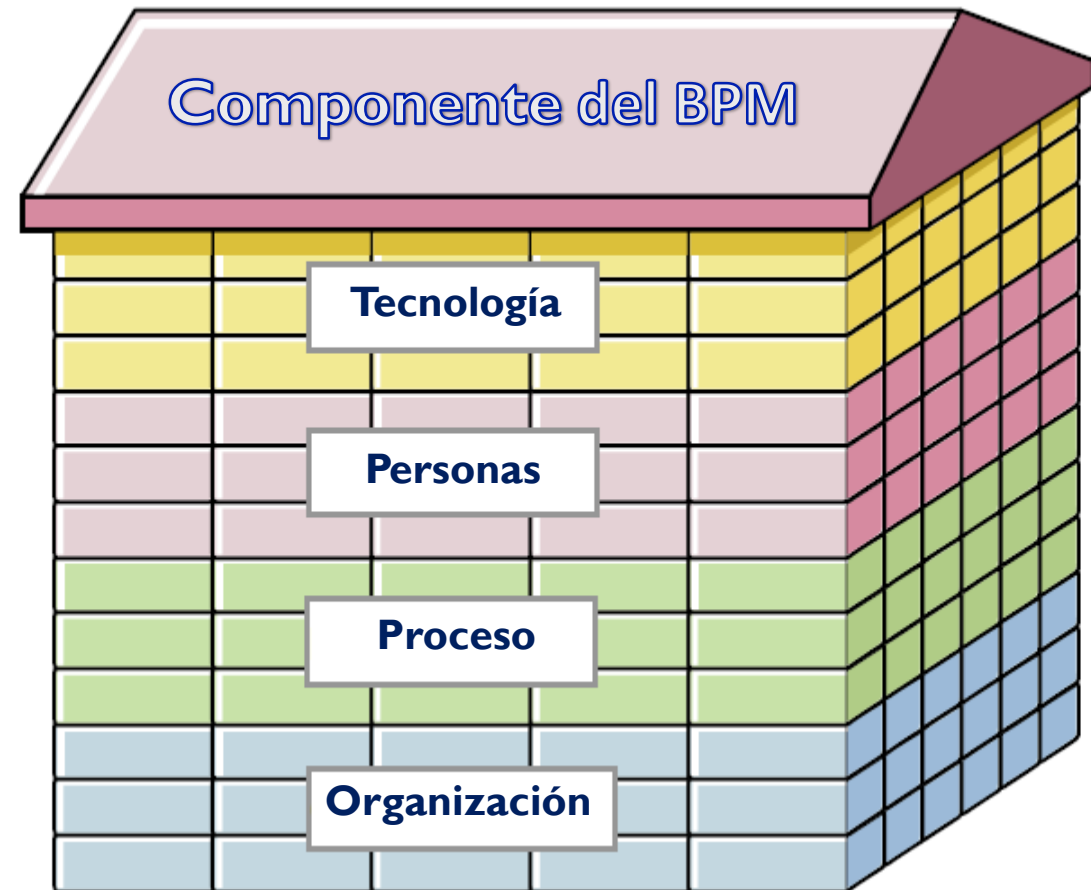 Componente del BPM
Tecnología
Personas
Proceso
Organización